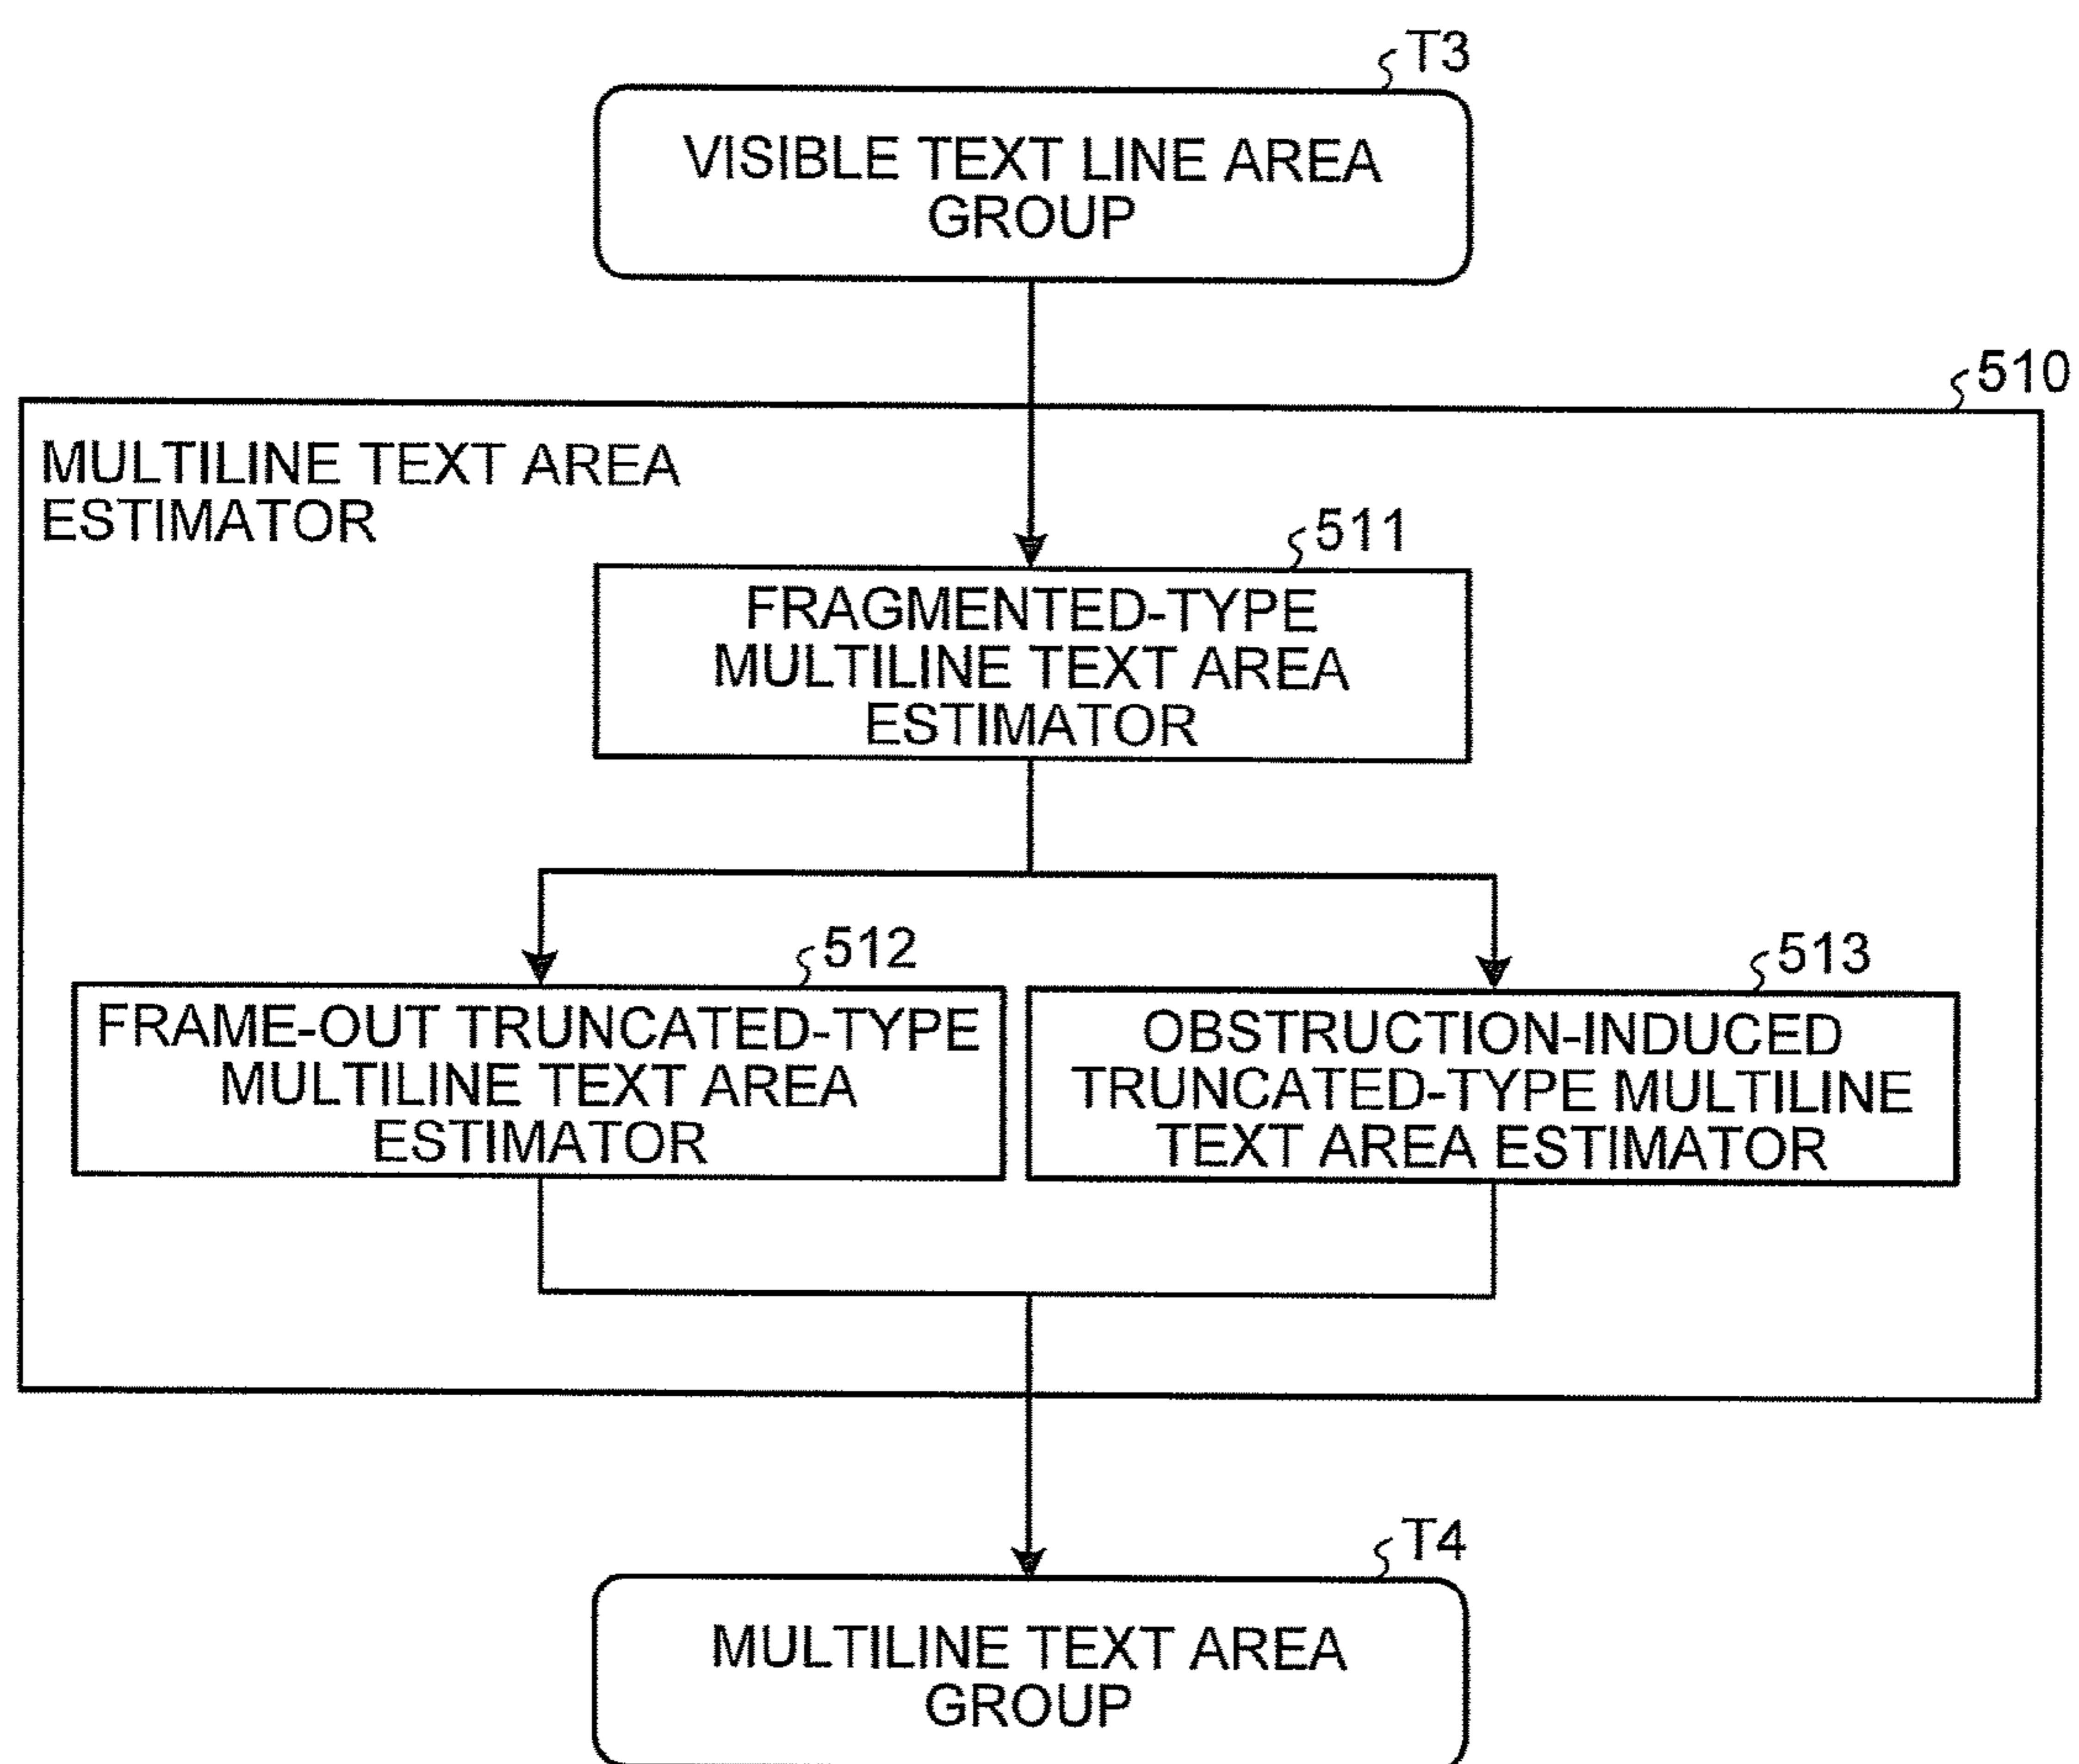 T3
VISIBLE TEXT LINE AREA
GROUP
510
MULTILINE TEXT AREA
ESTIMATOR
511
FRAGMENTED-TYPE
MULTILINE TEXT AREA
ESTIMATOR
512
FRAME-OUT TRUNCATED-TYPE
MULTILINE TEXT AREA
ESTIMATOR
513
OBSTRUCTION-INDUCED
TRUNCATED-TYPE MULTILINE
TEXT AREA ESTIMATOR
T4
MULTILINE TEXT AREA
GROUP